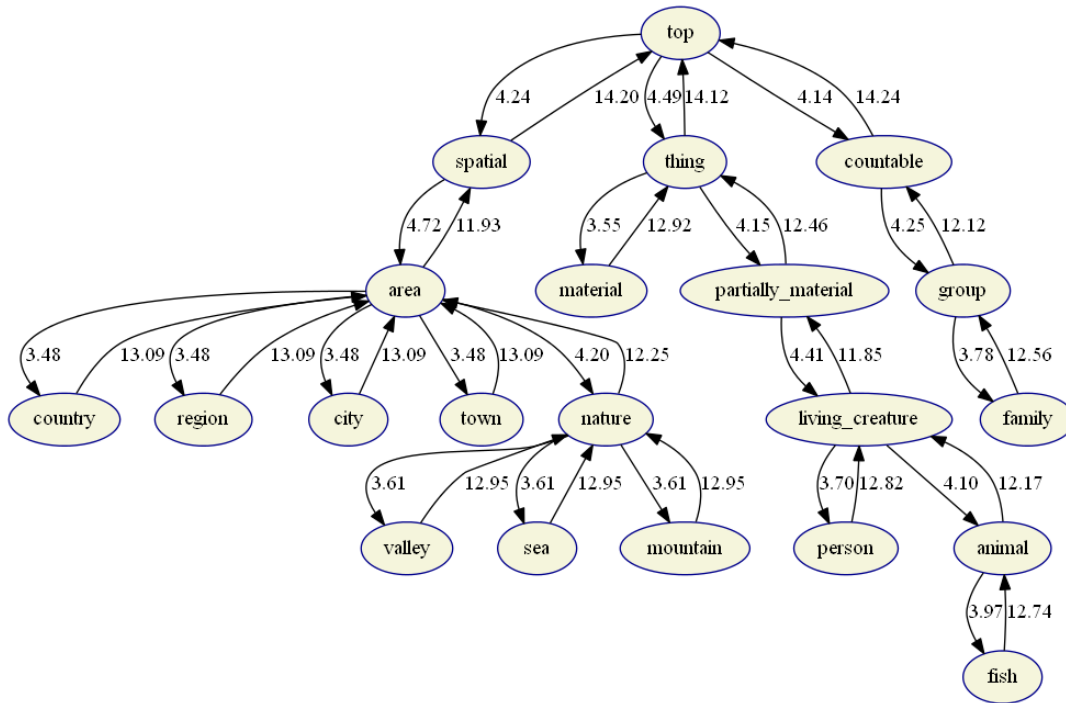 top
4.24 14.20 4.49 14.12 4.14 14.24
spatial thing countable
4.72 11.93 3.55 12.92 4.15 12.46 4.25 12.12
area material partially_material group
3.48 13.09 3.48 13.09 3.48 13.09 3.48 13.09 4.20 12.25 4.41 11.85 3.78 12.56
country region city town nature living_creature family
3.61 12.95 3.61 12.95 3.61 12.95 3.70 12.82 4.10 12.17
valley sea mountain person animal
3.97 12.74
fish